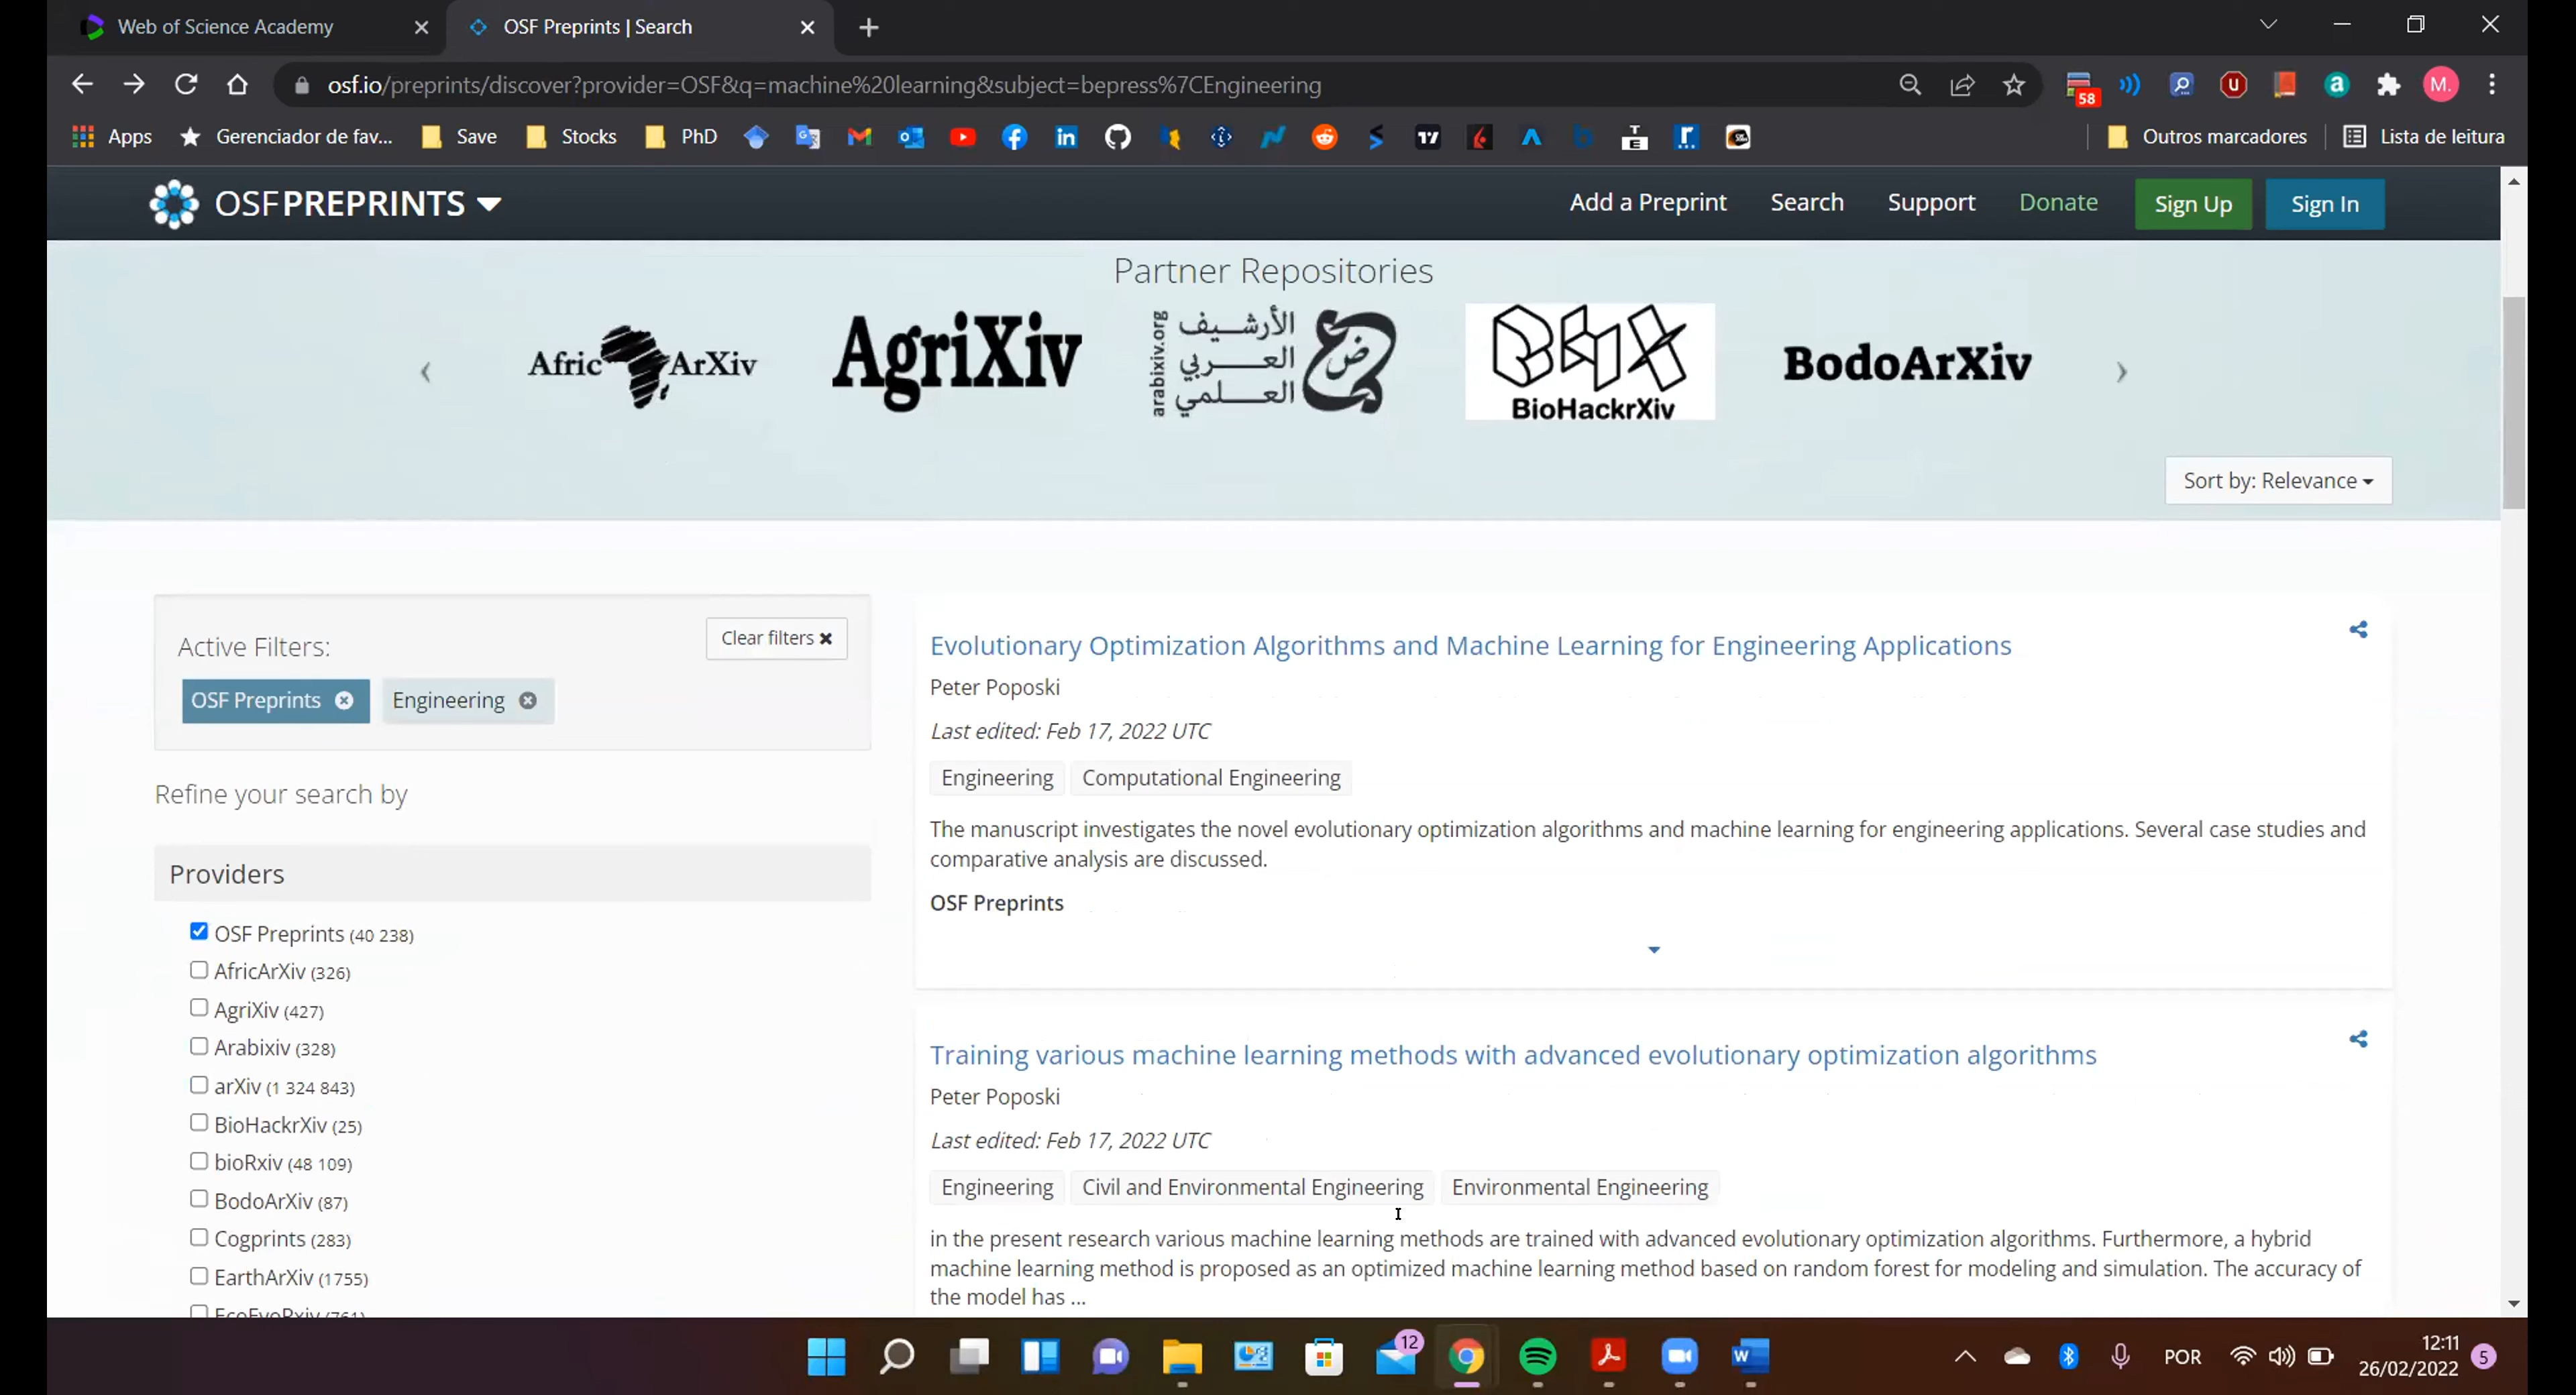 Web of Science Academy
OSF Preprints | Search
osf.io/preprints/discover?provider=OSF&q=machine%20learning&subject=bepress%7CEngineering
58
M.
Apps
Gerenciador de fav...
Save
Stocks
PhD
Outros marcadores
Lista de leitura
OSFPREPRINTS
Add a Preprint
Search
Support
Donate
Sign Up
Sign In
Partner Repositories
Afric ArXiv
AgriXiv
arabixiv.org
الأرشيف
العربي
العلمي
BioHackrXiv
BodoArXiv
Sort by: Relevance
Active Filters:
Clear filters
OSF Preprints
Engineering
Refine your search by
Providers
OSF Preprints (40 238)
AfricArXiv (326)
AgriXiv (427)
Arabixiv (328)
arXiv (1 324 843)
BioHackrXiv (25)
bioRxiv (48 109)
BodoArXiv (87)
Cogprints (283)
EarthArXiv (1755)
EcoEvoRxiv (761)
Evolutionary Optimization Algorithms and Machine Learning for Engineering Applications
Peter Poposki
Last edited: Feb 17, 2022 UTC
Engineering
Computational Engineering
The manuscript investigates the novel evolutionary optimization algorithms and machine learning for engineering applications. Several case studies and
comparative analysis are discussed.
OSF Preprints
Training various machine learning methods with advanced evolutionary optimization algorithms
Peter Poposki
Last edited: Feb 17, 2022 UTC
Engineering
Civil and Environmental Engineering
Environmental Engineering
in the present research various machine learning methods are trained with advanced evolutionary optimization algorithms. Furthermore, a hybrid
machine learning method is proposed as an optimized machine learning method based on random forest for modeling and simulation. The accuracy of
the model has ...
12
POR
12:11
26/02/2022
5